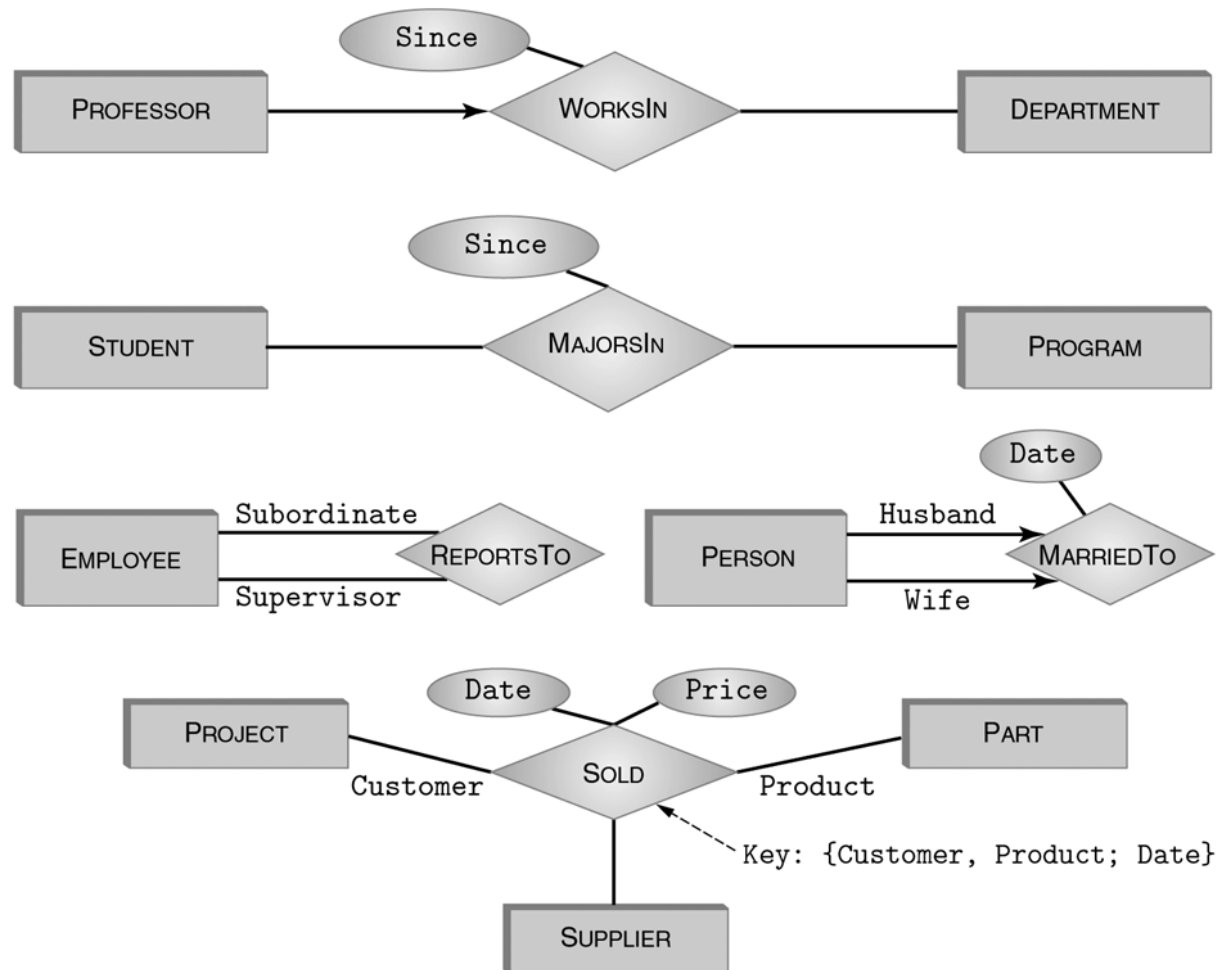 Since
PROFESSOR
WORKSIN
DEPARTMENT
Since
STUDENT
MAJORSIN
PROGRAM
Date
Subordinate
Husband
EMPLOYEE
REPORTSTO
PERSON
MARRIEDTO
Supervisor
Wife
Date
Price
PROJECT
PART
SOLD
Customer
Product
Key: {Customer, Product; Date}
SUPPLIER